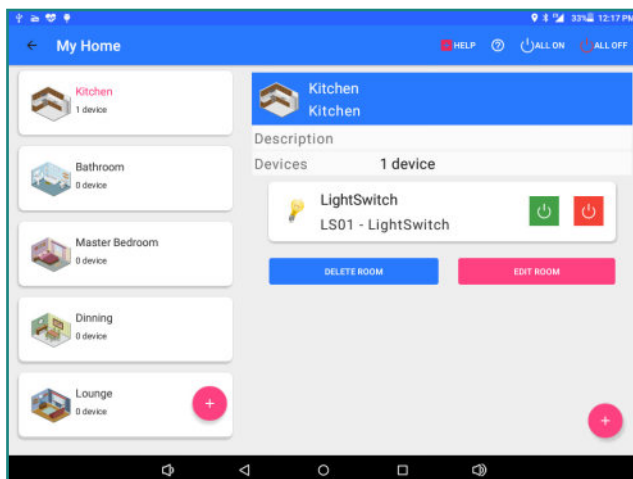 33% 12:17 PM
My Home
HELP
ALL ON
ALL OFF
Kitchen
1 device
Bathroom
0 device
Master Bedroom
0 device
Dinning
0 device
Lounge
0 device
+
Kitchen
Kitchen
Description
Devices 1 device
LightSwitch
LS01 - LightSwitch
DELETE ROOM
EDIT ROOM
+